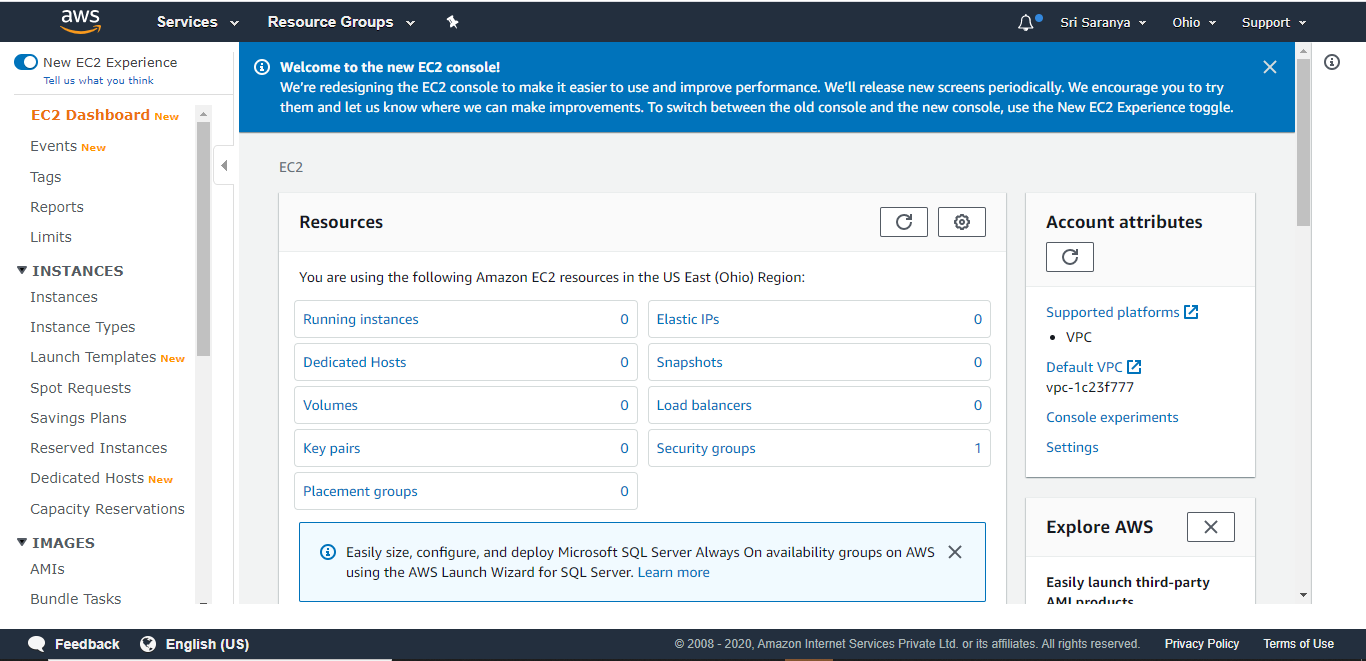 aws Services Resource Groups Sri Saranya Ohio Support
New EC2 Experience
Tell us what you think
EC2 Dashboard New
Events New
Tags
Reports
Limits
INSTANCES
Instances
Instance Types
Launch Templates New
Spot Requests
Savings Plans
Reserved Instances
Dedicated Hosts New
Capacity Reservations
IMAGES
AMIs
Bundle Tasks
Welcome to the new EC2 console!
We're redesigning the EC2 console to make it easier to use and improve performance. We'll release new screens periodically. We encourage you to try
them and let us know where we can make improvements. To switch between the old console and the new console, use the New EC2 Experience toggle.
EC2
Resources
You are using the following Amazon EC2 resources in the US East (Ohio) Region:
Running instances 0 Elastic IPs 0
Dedicated Hosts 0 Snapshots 0
Volumes 0 Load balancers 0
Key pairs 0 Security groups 1
Placement groups 0
Easily size, configure, and deploy Microsoft SQL Server Always On availability groups on AWS
using the AWS Launch Wizard for SQL Server. Learn more
Account attributes
Supported platforms
• VPC
Default VPC
vpc-1c23f777
Console experiments
Settings
Explore AWS
Easily launch third-party
AMI products
Feedback English (US) © 2008 - 2020, Amazon Internet Services Private Ltd. or its affiliates. All rights reserved. Privacy Policy Terms of Use